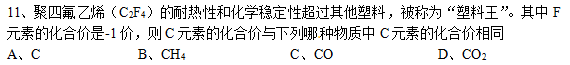 11、聚四氟乙烯（C₂F₄）的耐热性和化学稳定性超过其他塑料，被称为“塑料王”。其中 F
元素的化合价是-1 价，则 C 元素的化合价与下列哪种物质中 C 元素的化合价相同
A、C B、CH₄ C、CO D、CO₂